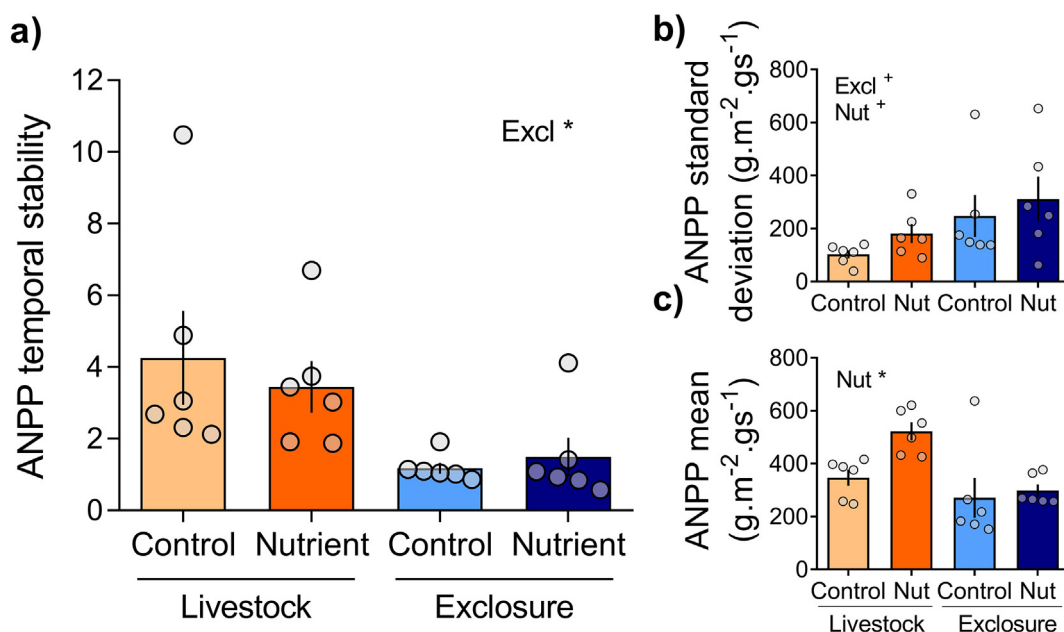 a)
ANPP temporal stability
12
10
8
6
4
2
0
Excl *
Control Nutrient Control Nutrient
Livestock Exclosure
b)
ANPP standard
deviation (g.m⁻².gs⁻¹)
800
600
400
200
0
Excl ⁺
Nut ⁺
Control Nut Control Nut
c)
ANPP mean
(g.m⁻².gs⁻¹)
800
600
400
200
0
Nut *
Control Nut Control Nut
Livestock Exclosure